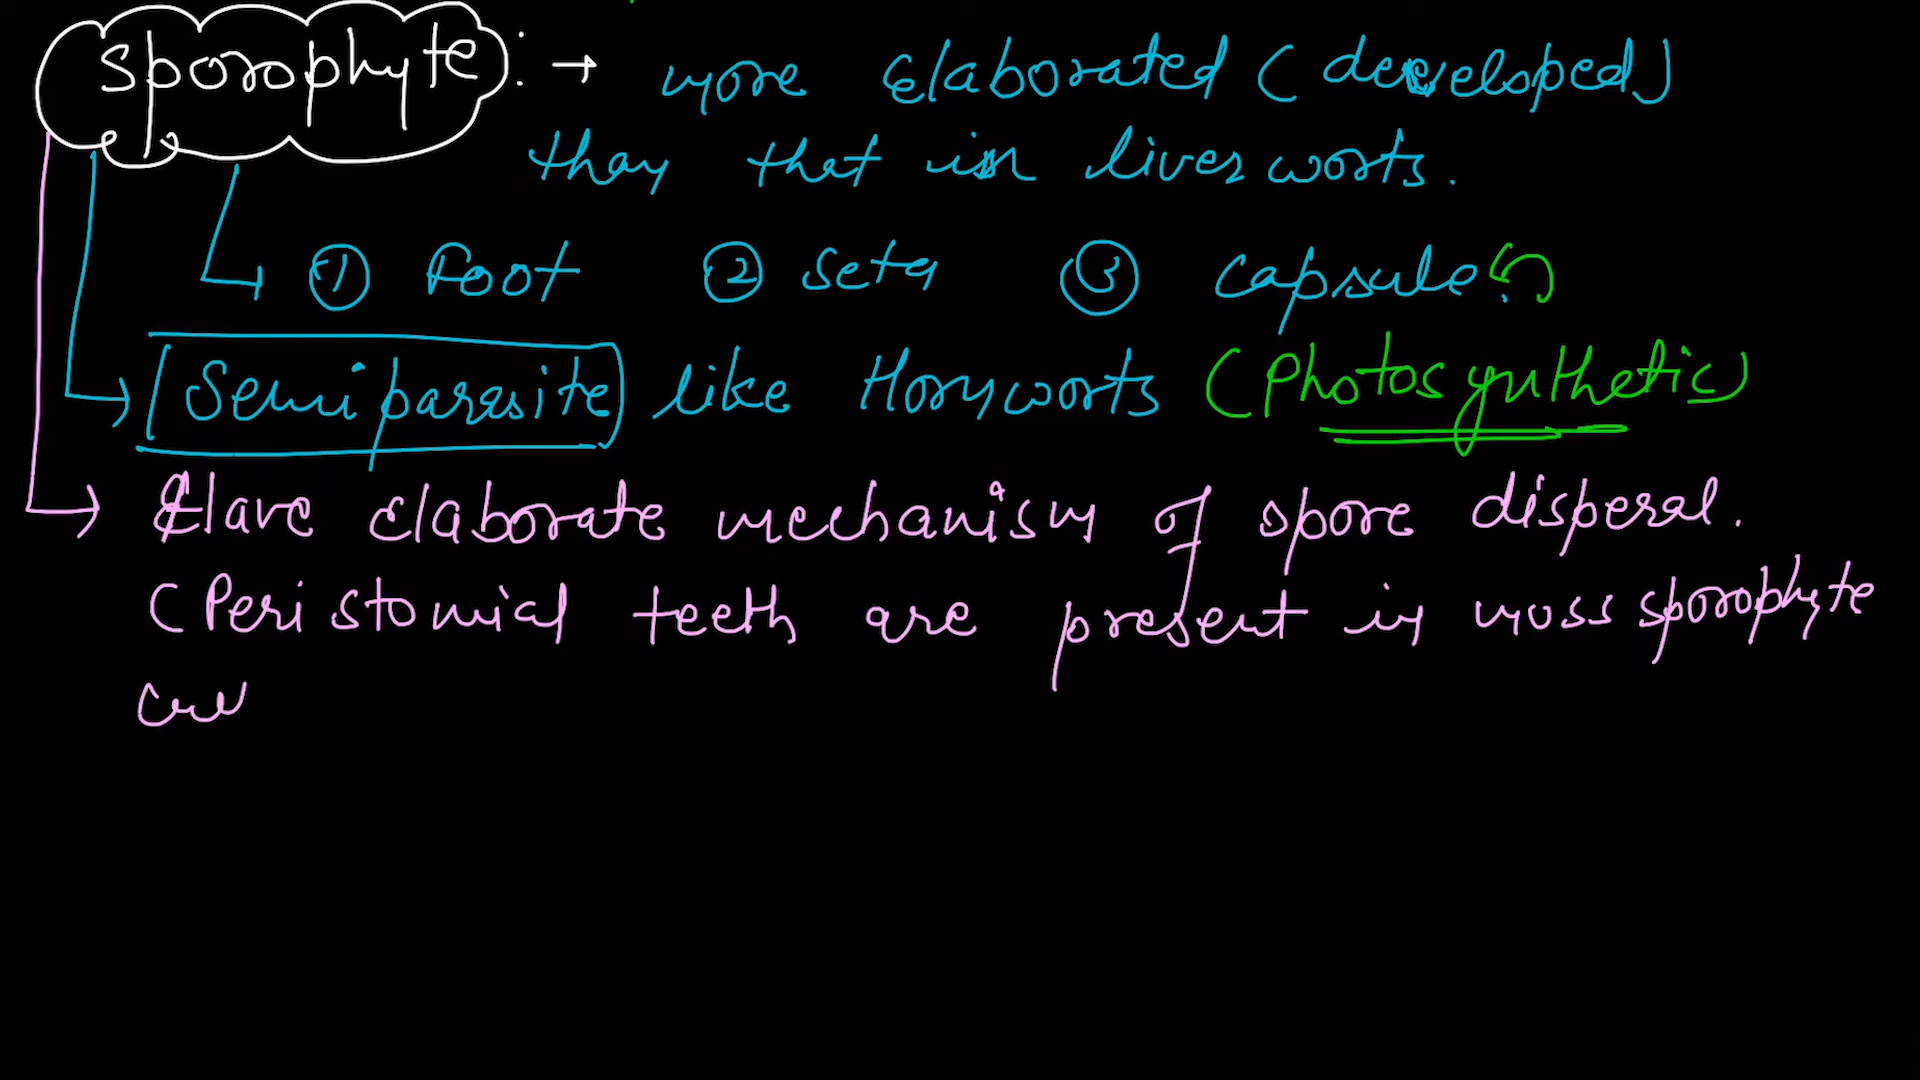 Sporophyte: → more Elaborated (developed)
than that in liverworts.
① Foot ② Seta ③ Capsule
[Semiparasite] like Hornworts (Photosynthetic)
Have Elaborate mechanism of spore dispersal.
(Peristomial teeth are present in moss sporophyte